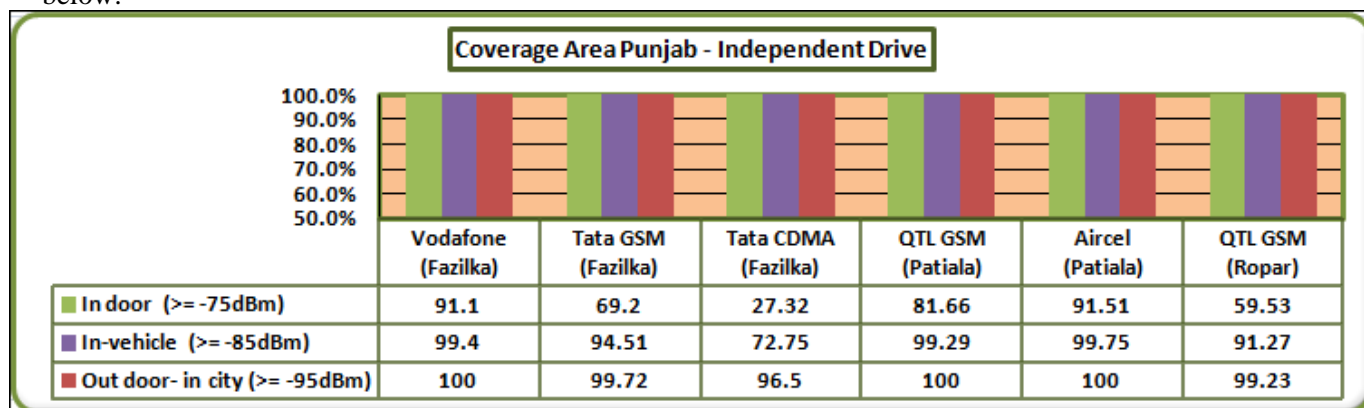 below:
Coverage Area Punjab - Independent Drive
100.0%
90.0%
80.0%
70.0%
60.0%
50.0%
Vodafone (Fazilka) Tata GSM (Fazilka) Tata CDMA (Fazilka) QTL GSM (Patiala) Aircel (Patiala) QTL GSM (Ropar)
In door (>= -75dBm) 91.1 69.2 27.32 81.66 91.51 59.53
In-vehicle (>= -85dBm) 99.4 94.51 72.75 99.29 99.75 91.27
Out door- in city (>= -95dBm) 100 99.72 96.5 100 100 99.23